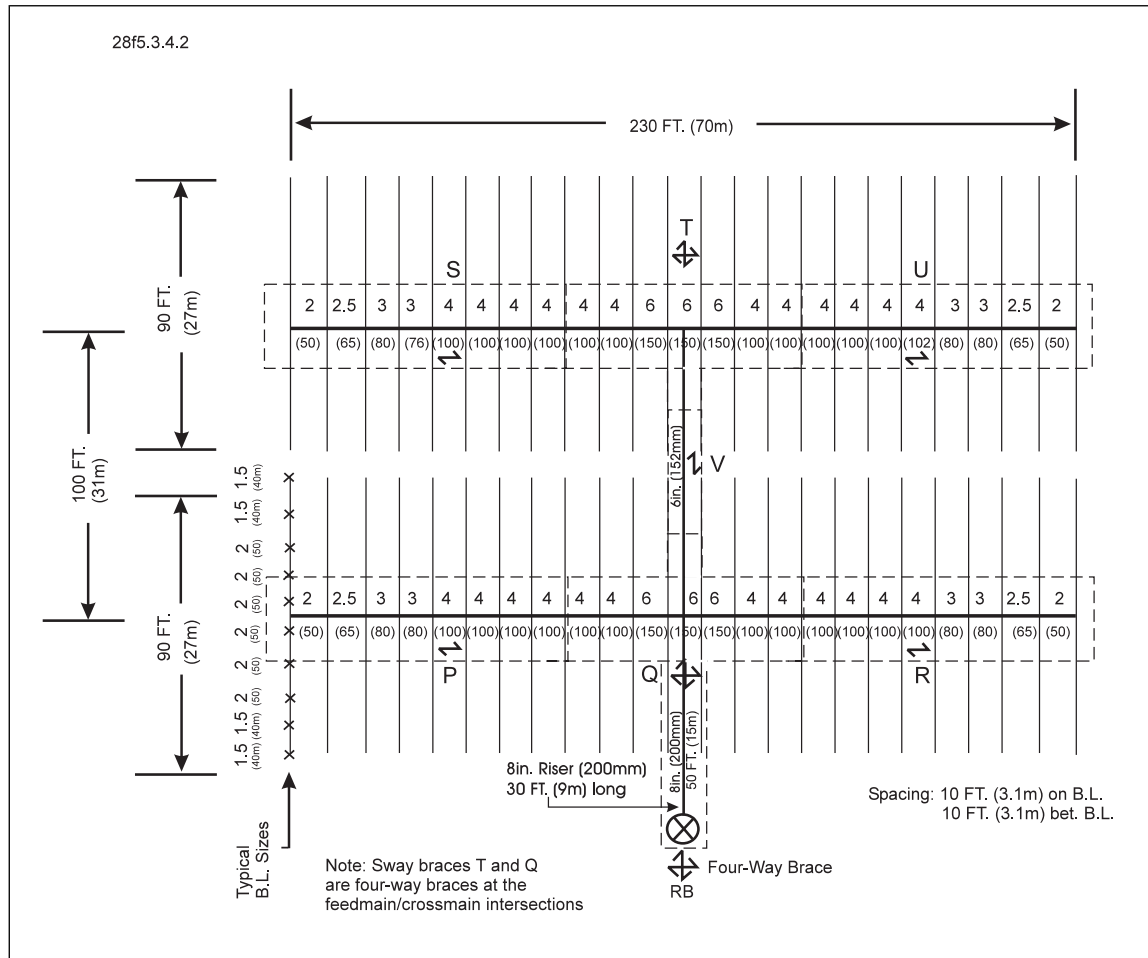 28f5.3.4.2
230 FT. (70m)
90 FT.
(27m)
100 FT.
(31m)
90 FT.
(27m)
T
S
U
2 2.5 3 3 4 4 4 4 4 4 6 6 6 4 4 4 4 4 4 3 3 2.5 2
(50) (65) (80) (76) (100) (100) (100) (100) (100) (100) (150) (150) (150) (100) (100) (100) (100) (100) (102) (80) (80) (65) (50)
6in. (152mm)
V
1.5 (40m)
1.5 (40m)
2 (50)
2 (50)
2 (50)
2 (50)
2 (50)
2 (50)
1.5 (40m)
1.5 (40m)
2 2.5 3 3 4 4 4 4 4 4 6 6 6 4 4 4 4 4 4 3 3 2.5 2
(50) (65) (80) (80) (100) (100) (100) (100) (100) (100) (150) (150) (150) (100) (100) (100) (100) (100) (100) (80) (80) (65) (50)
P
Q
R
8in. (200mm)
50 FT. (15m)
8in. Riser (200mm)
30 FT. (9m) long
Spacing: 10 FT. (3.1m) on B.L.
10 FT. (3.1m) bet. B.L.
Typical
B.L. Sizes
Note: Sway braces T and Q
are four-way braces at the
feedmain/crossmain intersections
Four-Way Brace
RB